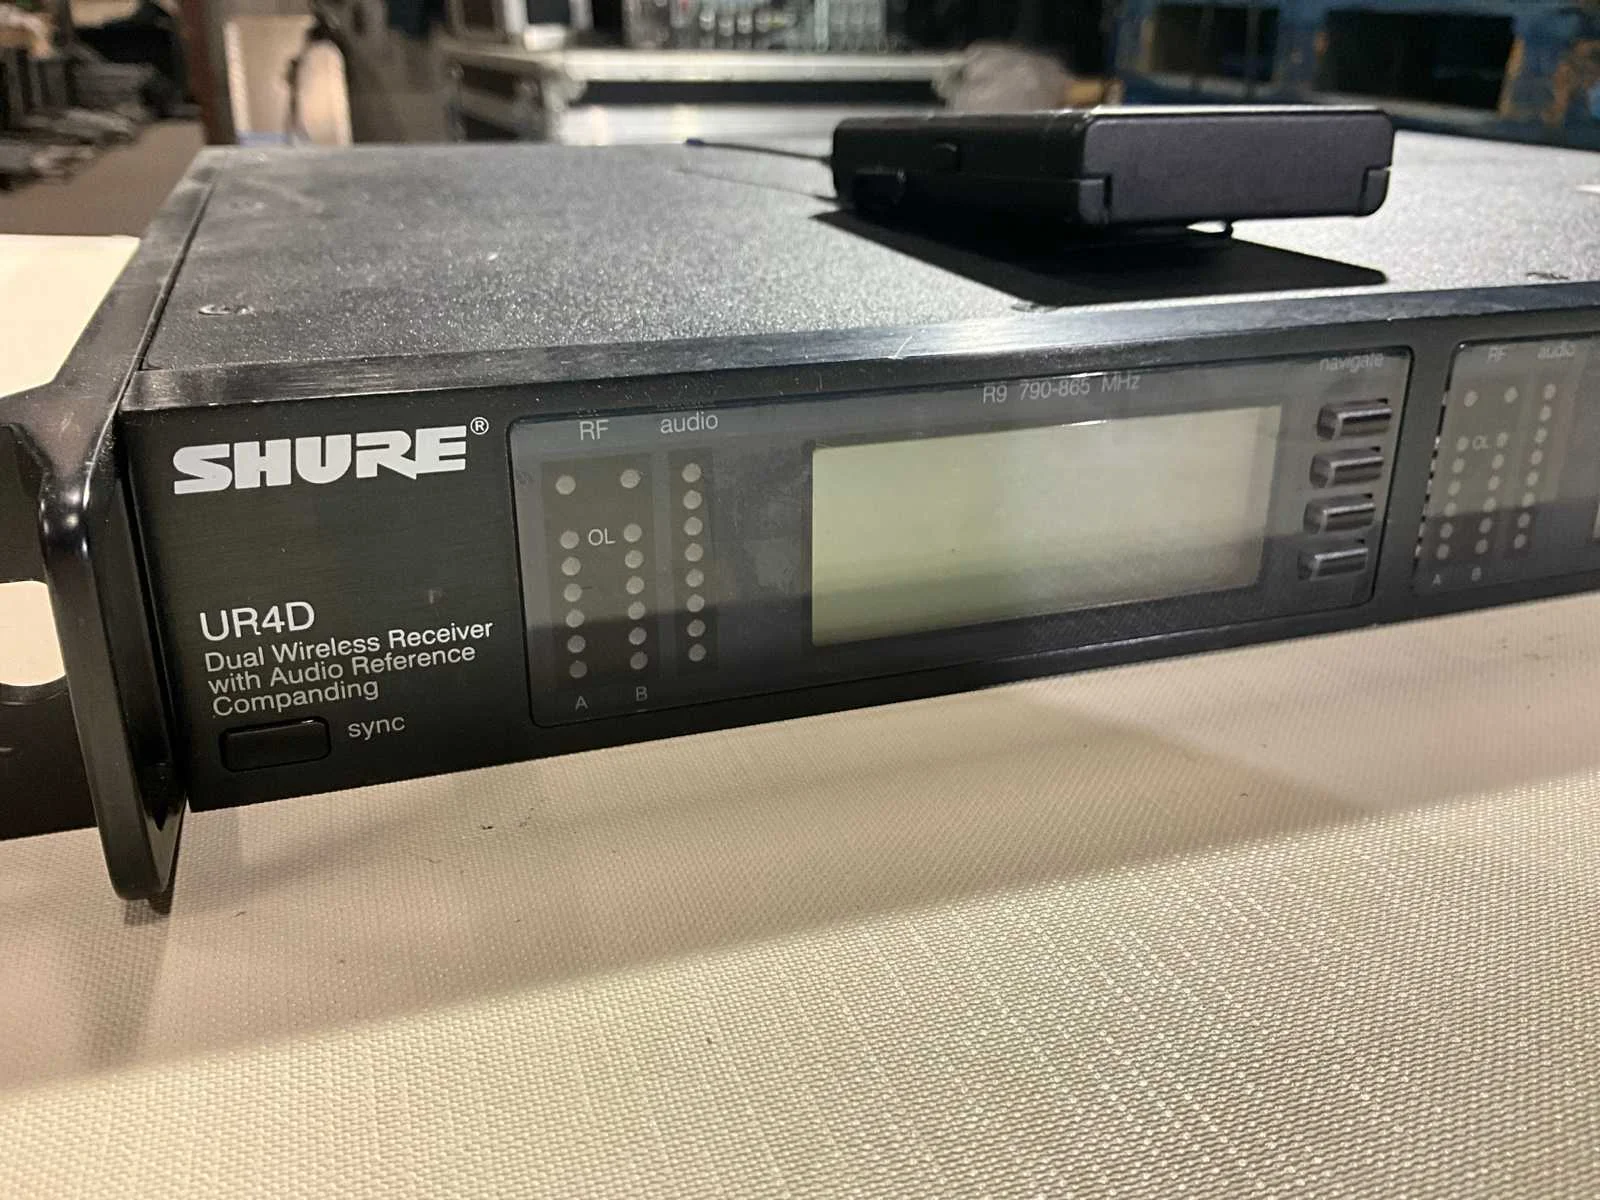 SHURE®
UR4D
Dual Wireless Receiver
with Audio Reference
Companding
sync
RF audio
OL
A B
R9 790-865 MHz
navigate
RF audio
OL
A B